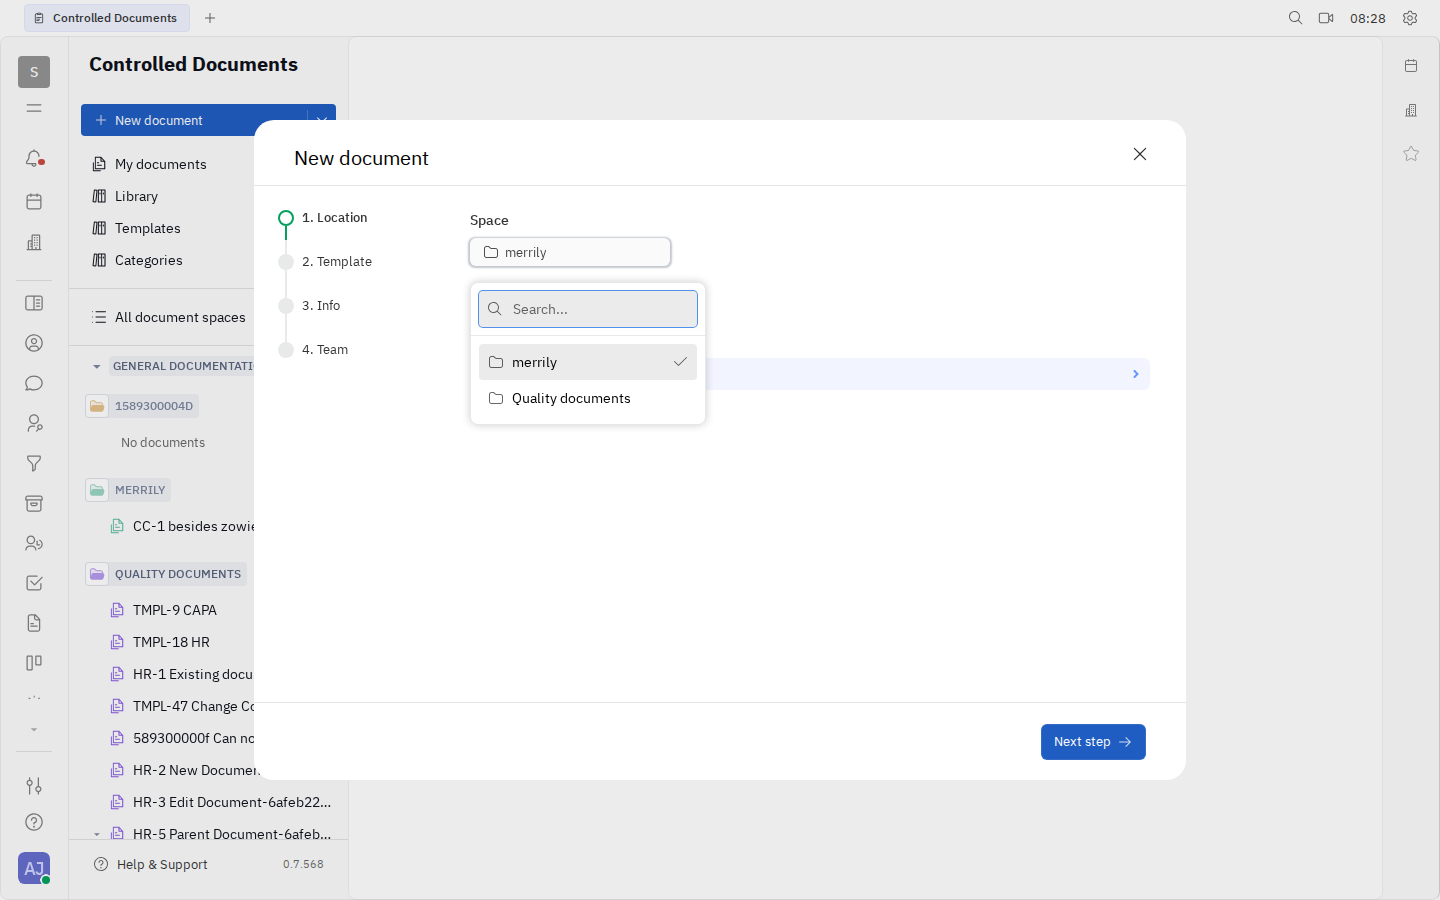 Controlled Documents
08:28
S
Controlled Documents
New document
My documents
Library
Templates
Categories
All document spaces
GENERAL DOCUMENTATI
1589300004D
No documents
MERRILY
CC-1 besides zowie
QUALITY DOCUMENTS
TMPL-9 CAPA
TMPL-18 HR
HR-1 Existing docu
TMPL-47 Change Co
589300000f Can no
HR-2 New Documen
HR-3 Edit Document-6afeb22...
HR-5 Parent Document-6afeb...
Help & Support
0.7.568
AJ
New document
1. Location
2. Template
3. Info
4. Team
Space
merrily
Search...
merrily
Quality documents
Next step